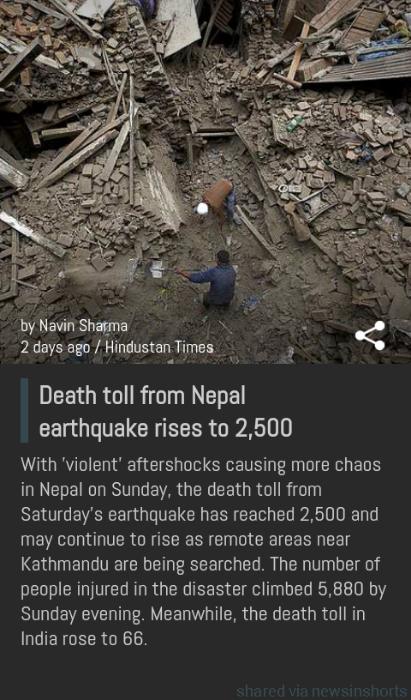 by Navin Sharma
2 days ago / Hindustan Times
Death toll from Nepal
earthquake rises to 2,500
With 'violent' aftershocks causing more chaos
in Nepal on Sunday, the death toll from
Saturday's earthquake has reached 2,500 and
may continue to rise as remote areas near
Kathmandu are being searched. The number of
people injured in the disaster climbed 5,880 by
Sunday evening. Meanwhile, the death toll in
India rose to 66.
shared via newsinshorts